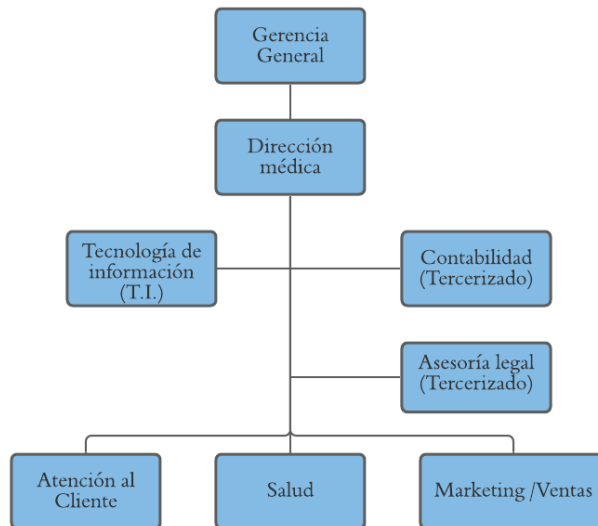 Gerencia
General
Dirección
médica
Tecnología de
información
(T.I.)
Contabilidad
(Tercerizado)
Asesoría legal
(Tercerizado)
Atención al
Cliente
Salud
Marketing /Ventas